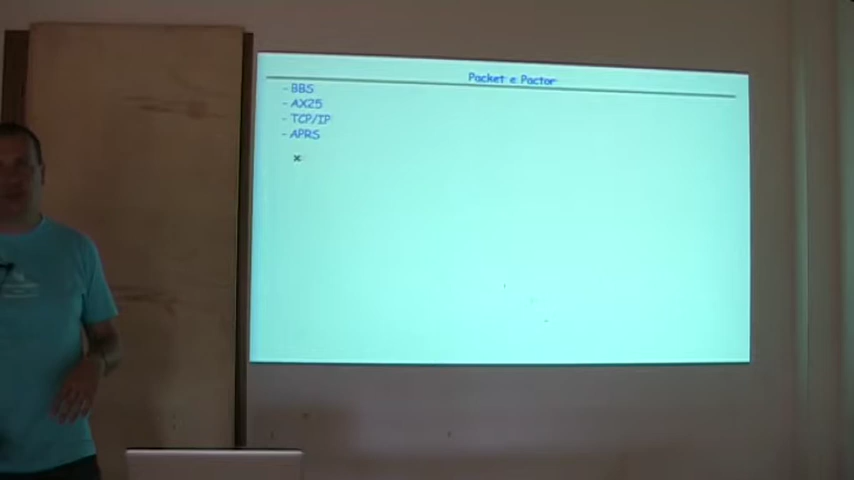 Packet e Pactor
- BBS
- AX25
- TCP/IP
- APRS